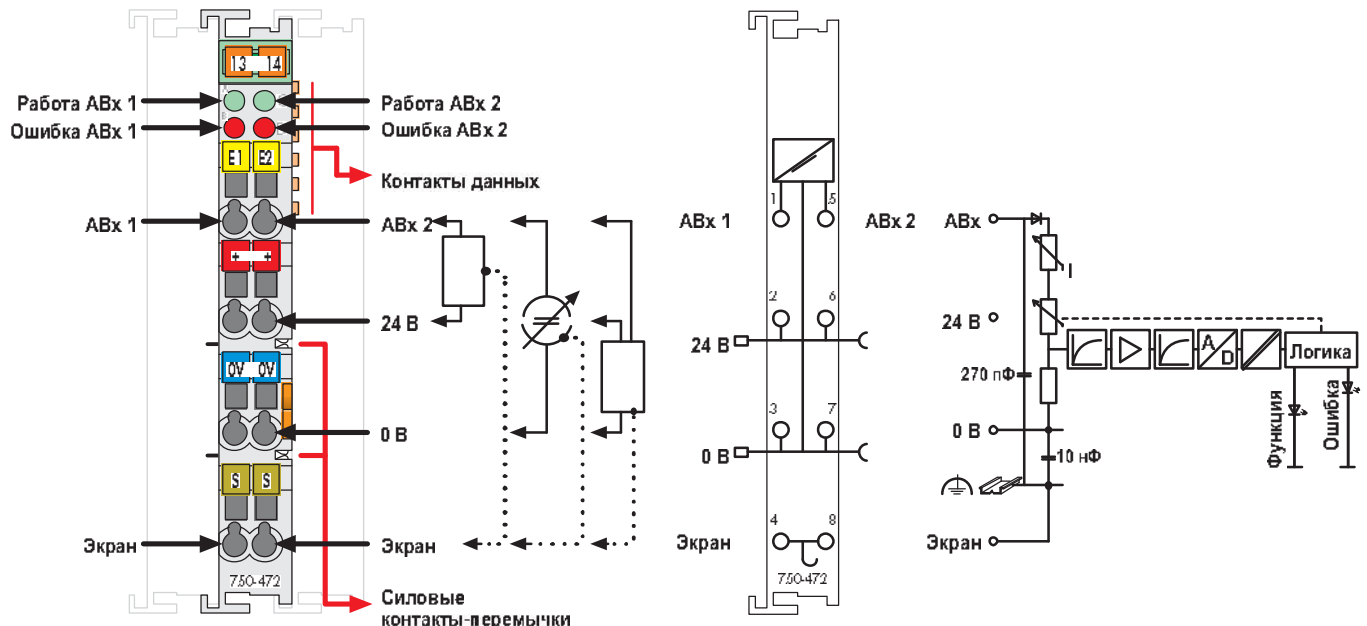 13 14
A C
Работа АВх 1
Работа АВх 2
B D
Ошибка АВх 1
Ошибка АВх 2
E1 E2
Контакты данных
АВх 1
АВх 2
+ +
24 В
0V 0V
0 В
S S
Экран
Экран
750-472
Силовые
контакты-перемычки
1 5
АВх 1
АВх 2
2 6
24 В
3 7
0 В
4 8
Экран
750-472
АВх
I
24 В
A
D
Логика
270 пФ
Функция
Ошибка
0 В
10 нФ
Экран